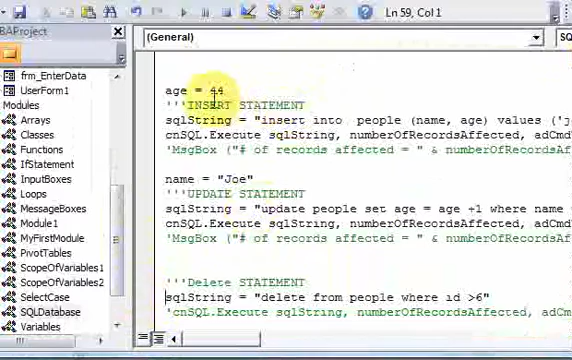 Ln 59, Col 1
BAProject
(General)
SQ
frm_EnterData
UserForm1
Modules
Arrays
Classes
Functions
IfStatement
InputBoxes
Loops
MessageBoxes
Module1
MyFirstModule
PivotTables
ScopeOfVariables1
ScopeOfVariables2
SelectCase
SQLDatabase
Variables
age = 44
'''INSERT STATEMENT
sqlString = "insert into people (name, age) values ('j
cnSQL.Execute sqlString, numberOfRecordsAffected, adCmd
'MsgBox ("# of records affected = " & numberOfRecordsAf
name = "Joe"
'''UPDATE STATEMENT
sqlString = "update people set age = age +1 where name
cnSQL.Execute sqlString, numberOfRecordsAffected, adCmd
'MsgBox ("# of records affected = " & numberOfRecordsAf
'''Delete STATEMENT
sqlString = "delete from people where id >6"
'cnSQL.Execute sqlString, numberOfRecordsAffected, adCm